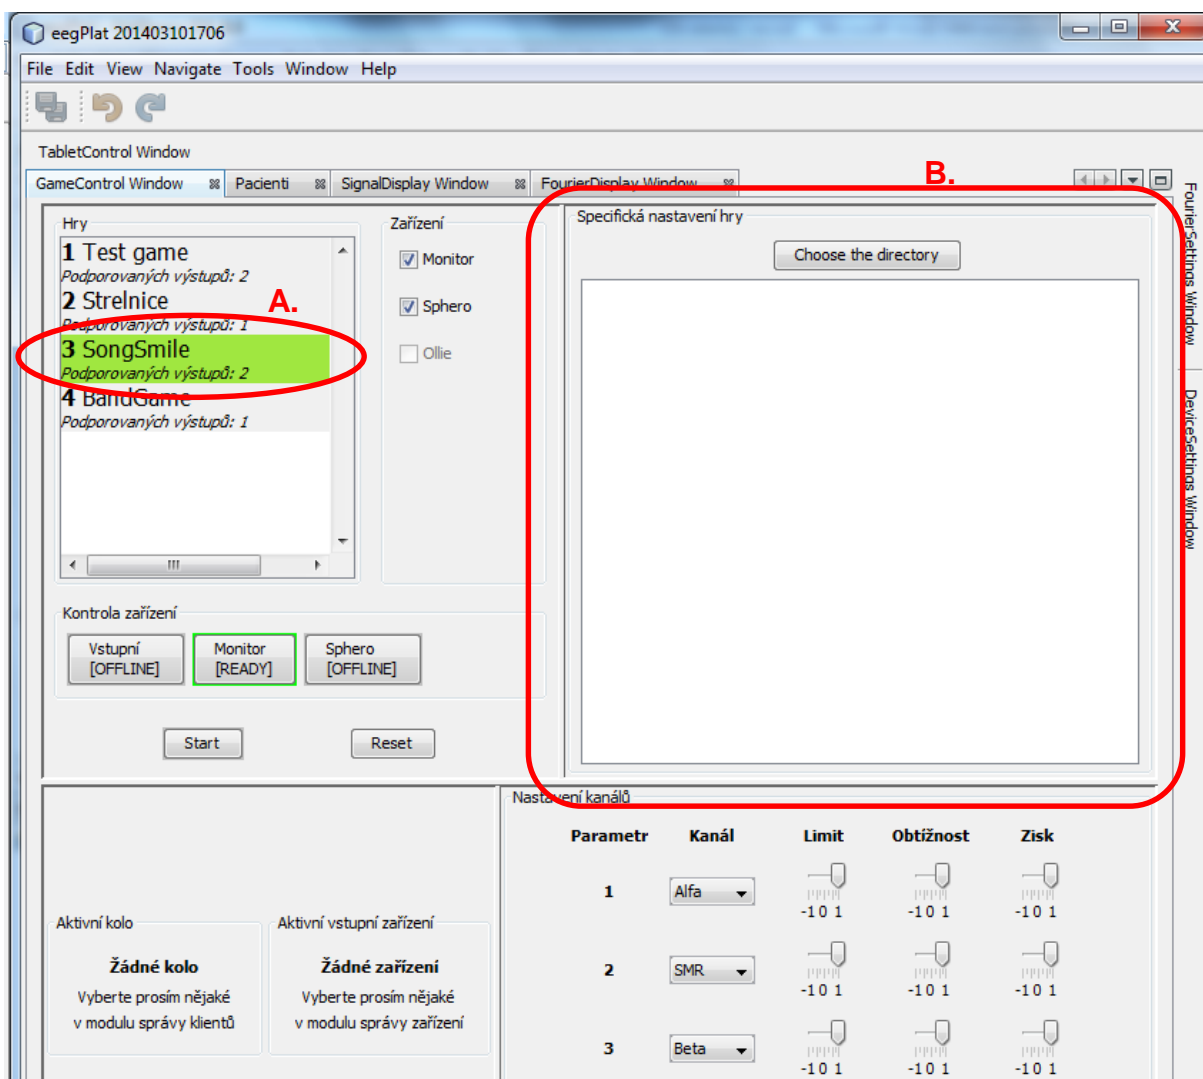 eegPlat 201403101706
File Edit View Navigate Tools Window Help
TabletControl Window
GameControl Window Pacienti SignalDisplay Window FourierDisplay Window
B.
Hry
1 Test game
Podporovaných výstupů: 2
2 Strelnice
Podporovaných výstupů: 1
A.
3 SongSmile
Podporovaných výstupů: 2
4 BandGame
Podporovaných výstupů: 1
Zařízení
Monitor
Sphero
Ollie
Specifická nastavení hry
Choose the directory
FourierSettings Window
DeviceSettings Window
Kontrola zařízení
Vstupní
[OFFLINE]
Monitor
[READY]
Sphero
[OFFLINE]
Start Reset
Aktivní kolo
Žádné kolo
Vyberte prosím nějaké
v modulu správy klientů
Aktivní vstupní zařízení
Žádné zařízení
Vyberte prosím nějaké
v modulu správy zařízení
Nastavení kanálů
Parametr Kanál Limit Obtížnost Zisk
1 Alfa
-1 0 1 -1 0 1 -1 0 1
2 SMR
-1 0 1 -1 0 1 -1 0 1
3 Beta
-1 0 1 -1 0 1 -1 0 1